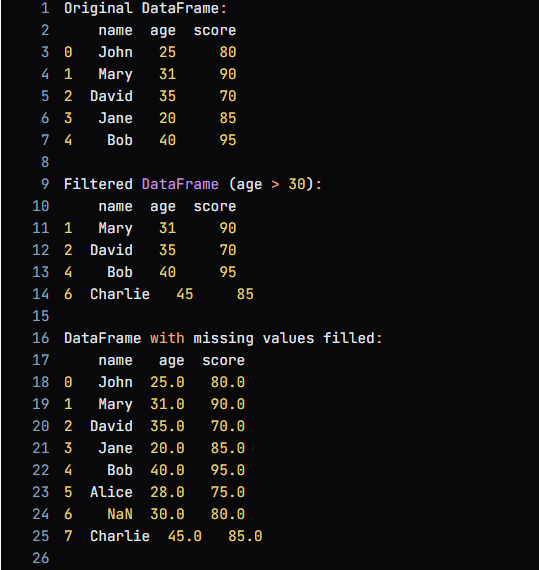 1 Original DataFrame:
2     name  age  score
3 0   John   25     80
4 1   Mary   31     90
5 2  David   35     70
6 3   Jane   20     85
7 4    Bob   40     95
8
9 Filtered DataFrame (age > 30):
10     name  age  score
11 1   Mary   31     90
12 2  David   35     70
13 4    Bob   40     95
14 6  Charlie   45     85
15
16 DataFrame with missing values filled:
17     name   age  score
18 0   John  25.0   80.0
19 1   Mary  31.0   90.0
20 2  David  35.0   70.0
21 3   Jane  20.0   85.0
22 4    Bob  40.0   95.0
23 5  Alice  28.0   75.0
24 6    NaN  30.0   80.0
25 7  Charlie  45.0   85.0
26